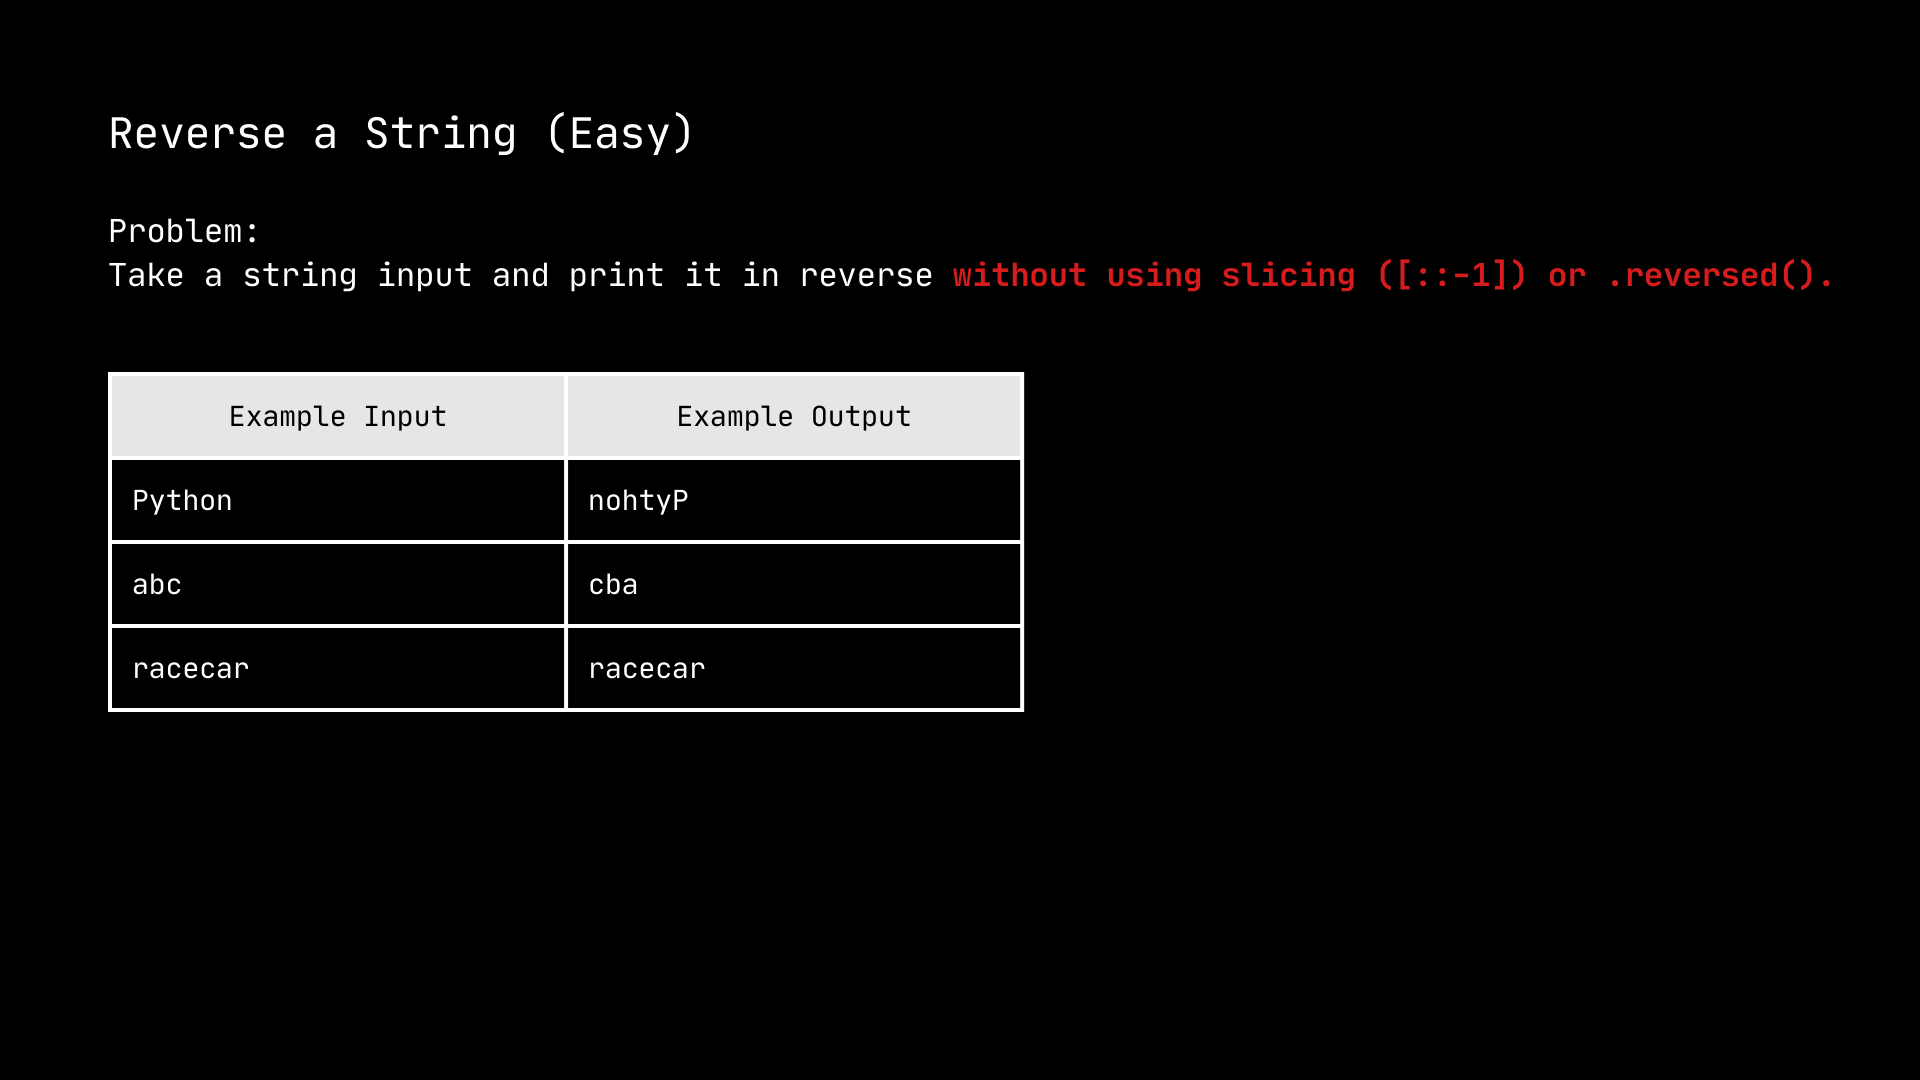 Reverse a String (Easy)
Problem:
Take a string input and print it in reverse without using slicing ([::-1]) or .reversed().
Example Input Example Output
Python nohtyP
abc cba
racecar racecar